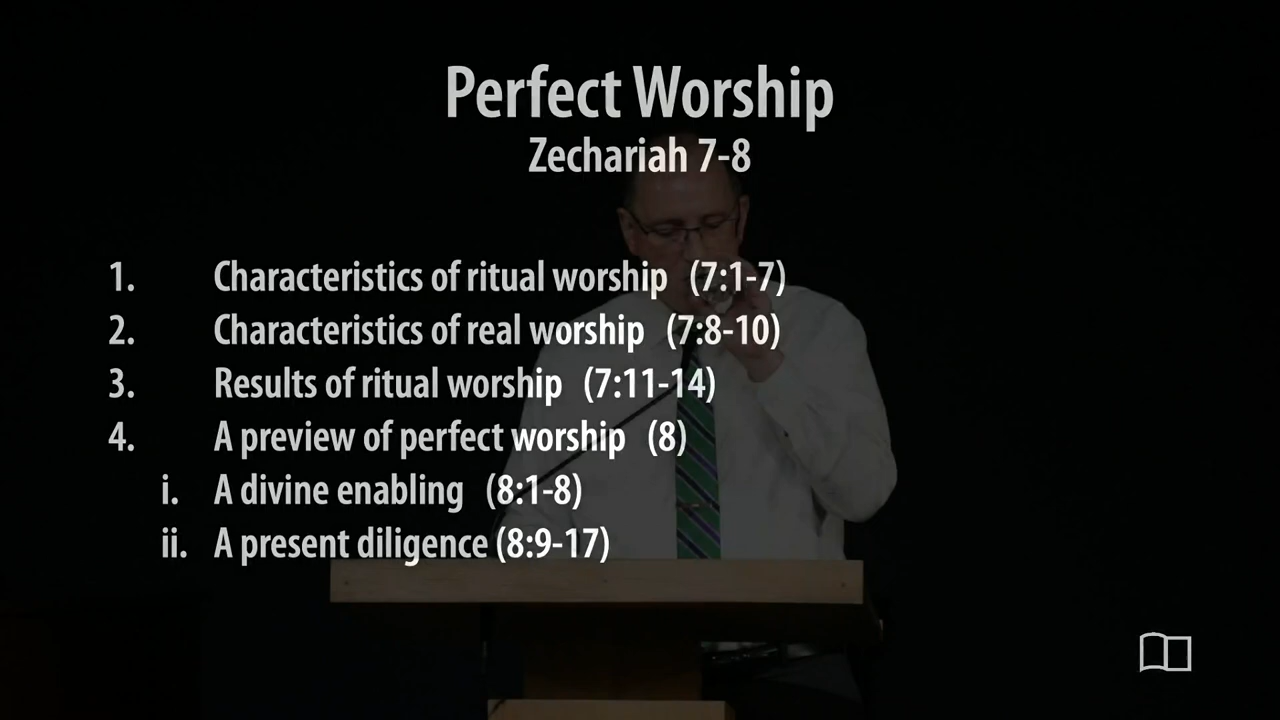 Perfect Worship
Zechariah 7-8
1. Characteristics of ritual worship (7:1-7)
2. Characteristics of real worship (7:8-10)
3. Results of ritual worship (7:11-14)
4. A preview of perfect worship (8)
i. A divine enabling (8:1-8)
ii. A present diligence (8:9-17)